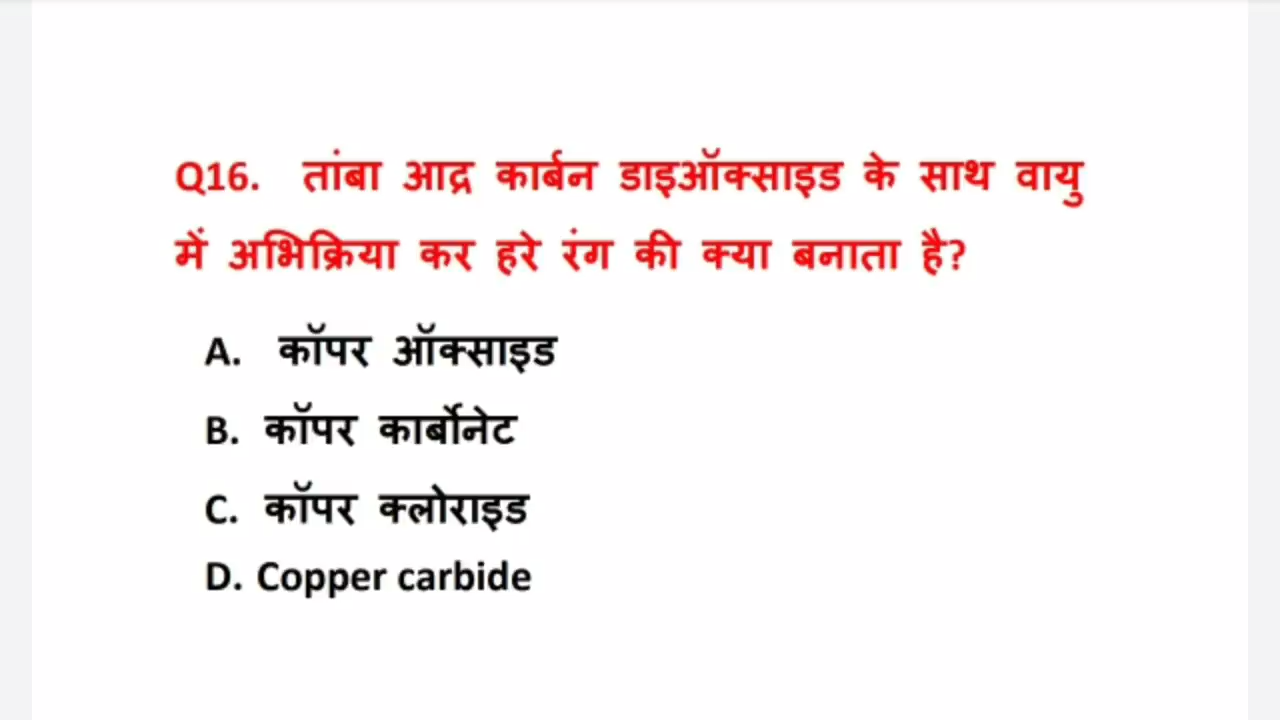 Q16. तांबा आद्र कार्बन डाइऑक्साइड के साथ वायु
में अभिक्रिया कर हरे रंग की क्या बनाता है?
A. कॉपर ऑक्साइड
B. कॉपर कार्बोनेट
C. कॉपर क्लोराइड
D. Copper carbide